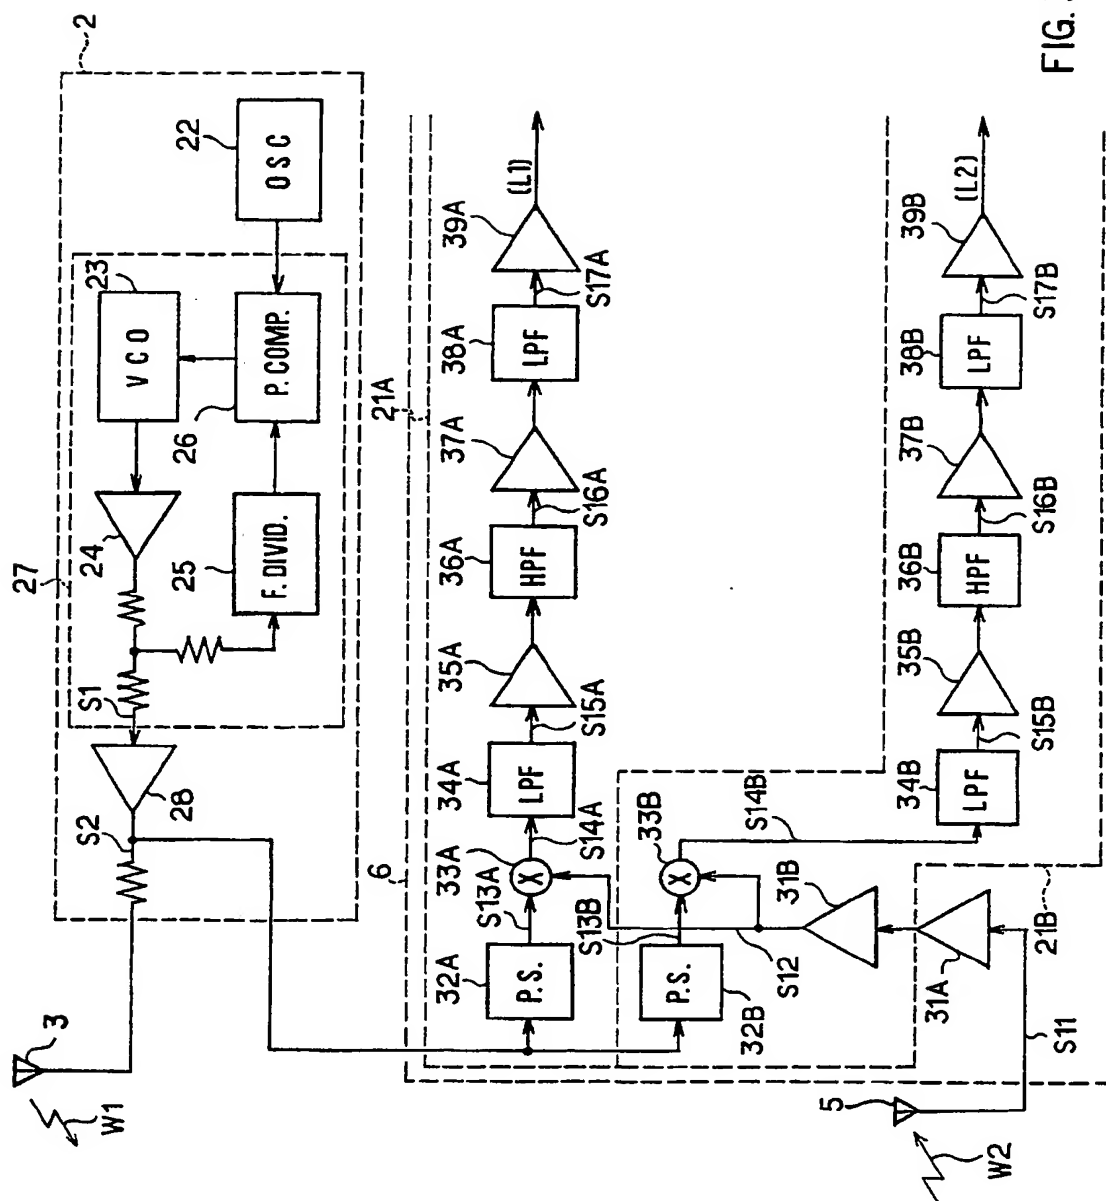 2
22
OSC
23
VCO
P.COMP.
26
24
27
25
F.DIVID.
S1
28
S2
3
W1
FIG.
21A
6
32A
P.S.
S13A
33A
X
S14A
34A
LPF
S15A
35A
36A
HPF
S16A
37A
38A
LPF
S17A
39A
(L1)
P.S.
32B
S13B
33B
X
S14B
S12
31B
31A
21B
S11
34B
LPF
S15B
35B
36B
HPF
S16B
37B
38B
LPF
S17B
39B
(L2)
5
W2